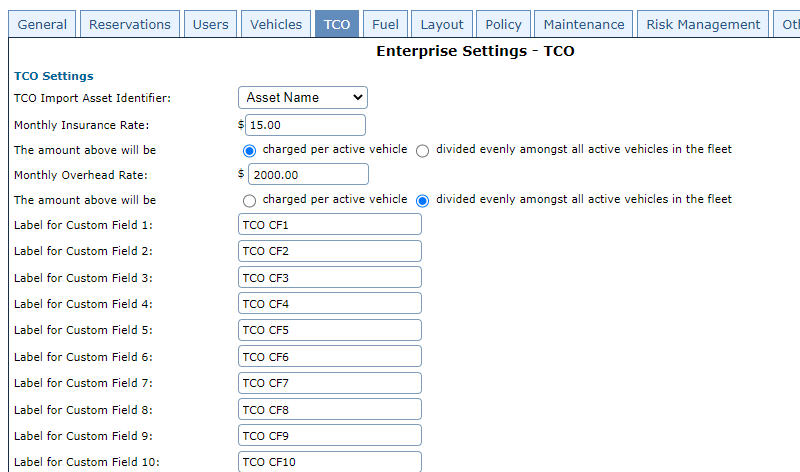 General Reservations Users Vehicles TCO Fuel Layout Policy Maintenance Risk Management
Enterprise Settings - TCO
TCO Settings
TCO Import Asset Identifier: Asset Name
Monthly Insurance Rate: $ 15.00
The amount above will be charged per active vehicle divided evenly amongst all active vehicles in the fleet
Monthly Overhead Rate: $ 2000.00
The amount above will be charged per active vehicle divided evenly amongst all active vehicles in the fleet
Label for Custom Field 1: TCO CF1
Label for Custom Field 2: TCO CF2
Label for Custom Field 3: TCO CF3
Label for Custom Field 4: TCO CF4
Label for Custom Field 5: TCO CF5
Label for Custom Field 6: TCO CF6
Label for Custom Field 7: TCO CF7
Label for Custom Field 8: TCO CF8
Label for Custom Field 9: TCO CF9
Label for Custom Field 10: TCO CF10